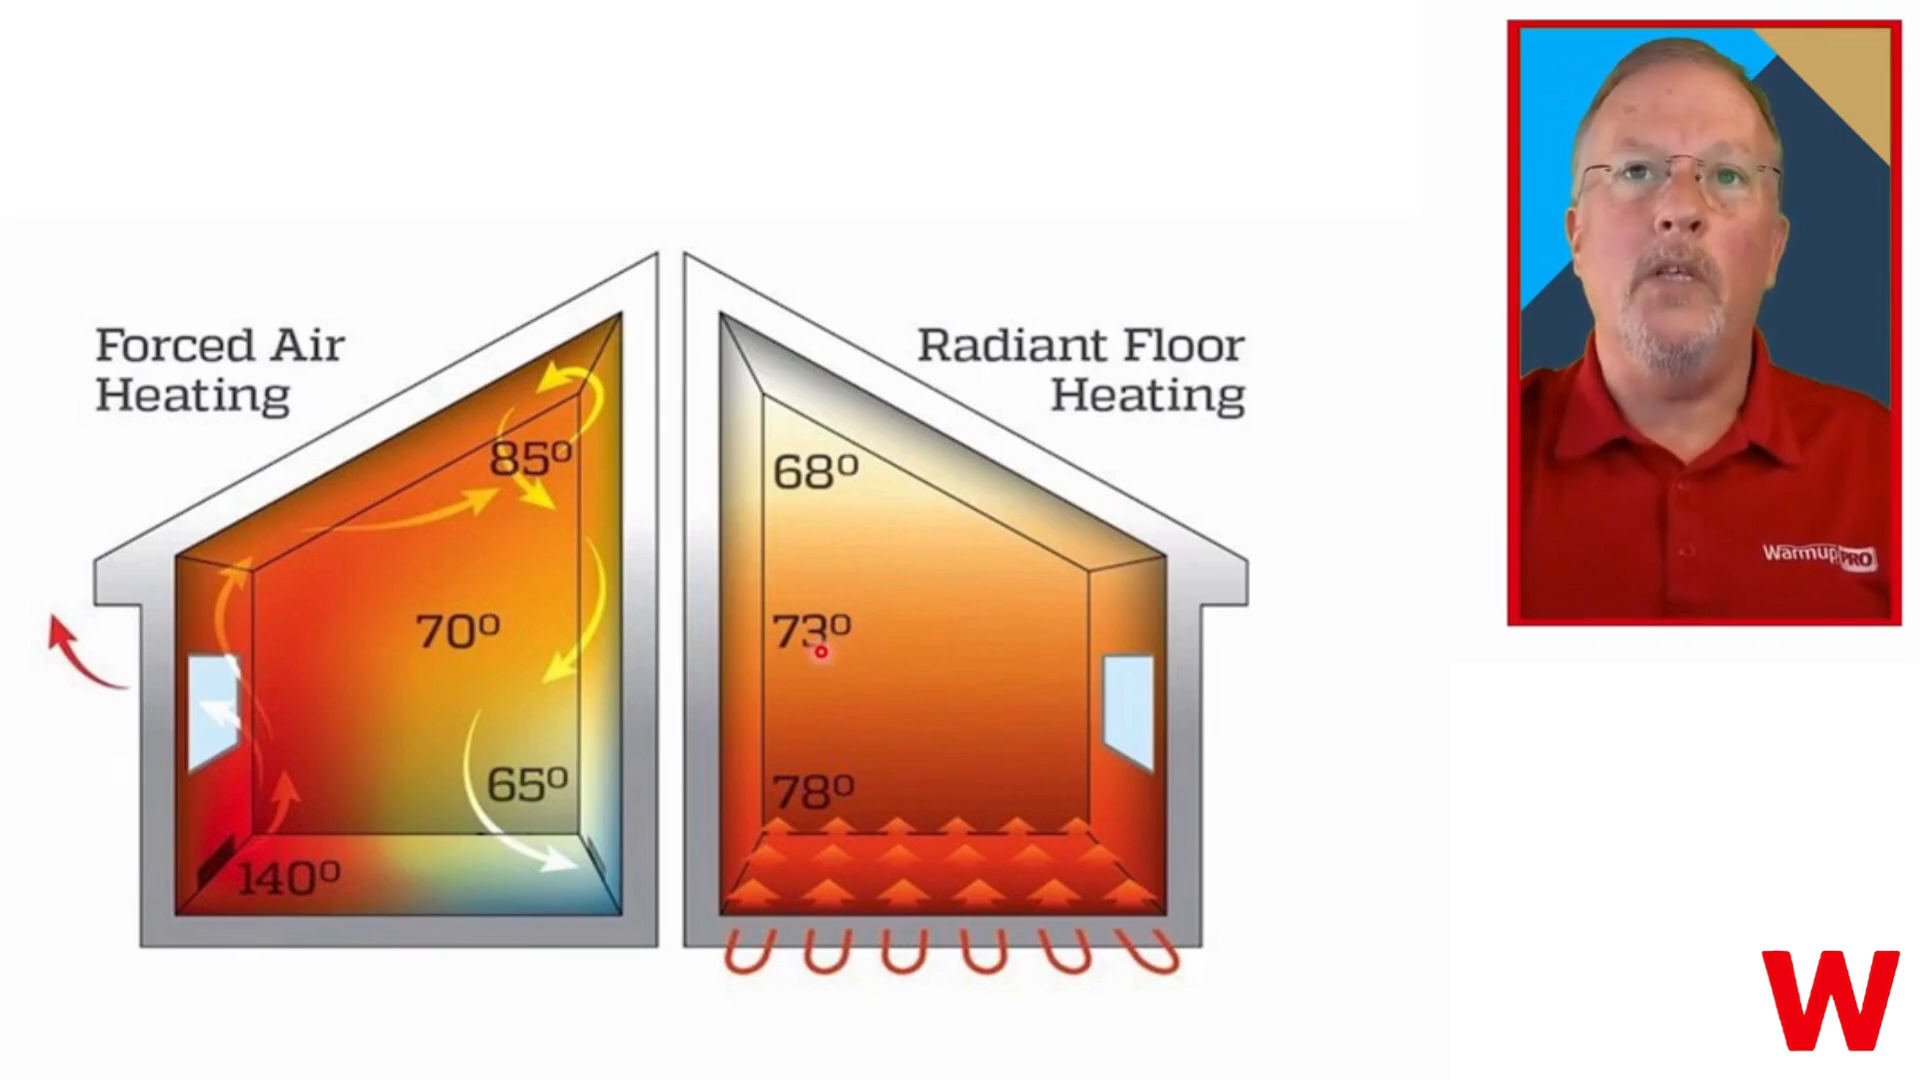 Forced Air
Heating
85º
70º
65º
140º
Radiant Floor
Heating
68º
73º
78º
WarmupPRO
W